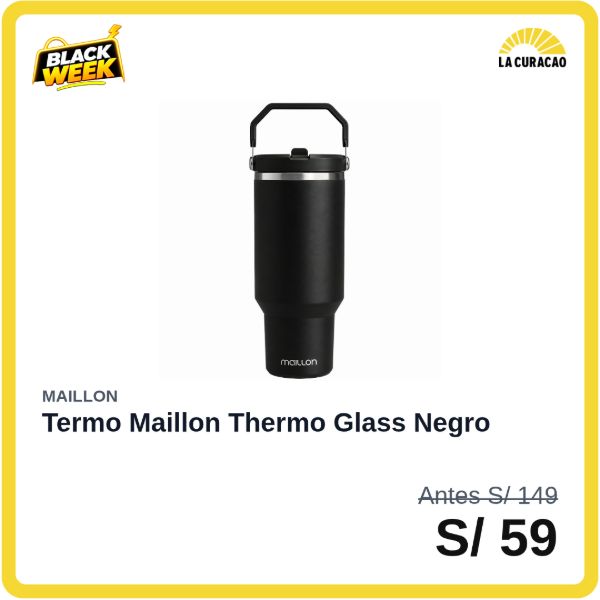 BLACK
WEEK
LA CURACAO
maillon
MAILLON
Termo Maillon Thermo Glass Negro
Antes S/ 149
S/ 59